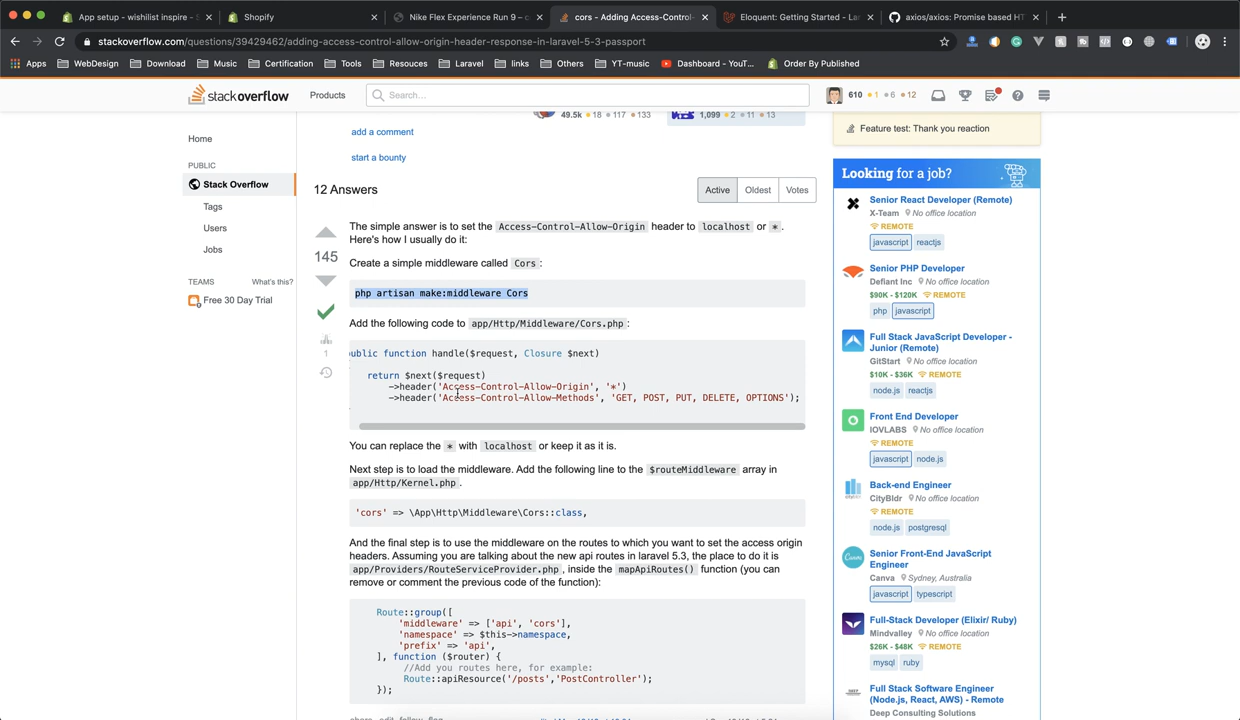 App setup - wishlist inspire - S
Shopify
Nike Flex Experience Run 9 – c
cors - Adding Access-Control-
Eloquent: Getting Started - La
axios/axios: Promise based HT
stackoverflow.com/questions/39429462/adding-access-control-allow-origin-header-response-in-laravel-5-3-passport
Apps
WebDesign
Download
Music
Certification
Tools
Resouces
Laravel
links
Others
YT-music
Dashboard - YouT...
Order By Published
stackoverflow
Products
Search...
610 1 6 12
49.5k 18 117 133
1,099 2 11 13
add a comment
start a bounty
Home
PUBLIC
Stack Overflow
Tags
Users
Jobs
TEAMS
What's this?
Free 30 Day Trial
12 Answers
Active
Oldest
Votes
145
1
The simple answer is to set the Access-Control-Allow-Origin header to localhost or *.
Here's how I usually do it:
Create a simple middleware called Cors:
php artisan make:middleware Cors
Add the following code to app/Http/Middleware/Cors.php:
ublic function handle($request, Closure $next)
return $next($request)
->header('Access-Control-Allow-Origin', '*')
->header('Access-Control-Allow-Methods', 'GET, POST, PUT, DELETE, OPTIONS');
You can replace the * with localhost or keep it as it is.
Next step is to load the middleware. Add the following line to the $routeMiddleware array in
app/Http/Kernel.php.
'cors' => \App\Http\Middleware\Cors::class,
And the final step is to use the middleware on the routes to which you want to set the access origin
headers. Assuming you are talking about the new api routes in laravel 5.3, the place to do it is
app/Providers/RouteServiceProvider.php, inside the mapApiRoutes() function (you can
remove or comment the previous code of the function):
Route::group([
'middleware' => ['api', 'cors'],
'namespace' => $this->namespace,
'prefix' => 'api',
], function ($router) {
//Add you routes here, for example:
Route::apiResource('/posts','PostController');
});
Feature test: Thank you reaction
Looking for a job?
Senior React Developer (Remote)
X-Team No office location
REMOTE
javascript reactjs
Senior PHP Developer
Defiant Inc No office location
$90K - $120K REMOTE
php javascript
Full Stack JavaScript Developer -
Junior (Remote)
GitStart No office location
$10K - $36K REMOTE
node.js reactjs
Front End Developer
IOVLABS No office location
REMOTE
javascript node.js
Back-end Engineer
CityBldr No office location
REMOTE
node.js postgresql
Senior Front-End JavaScript
Engineer
Canva Sydney, Australia
javascript typescript
Full-Stack Developer (Elixir/ Ruby)
Mindvalley No office location
$26K - $48K REMOTE
mysql ruby
Full Stack Software Engineer
(Node.js, React, AWS) - Remote
Deep Consulting Solutions